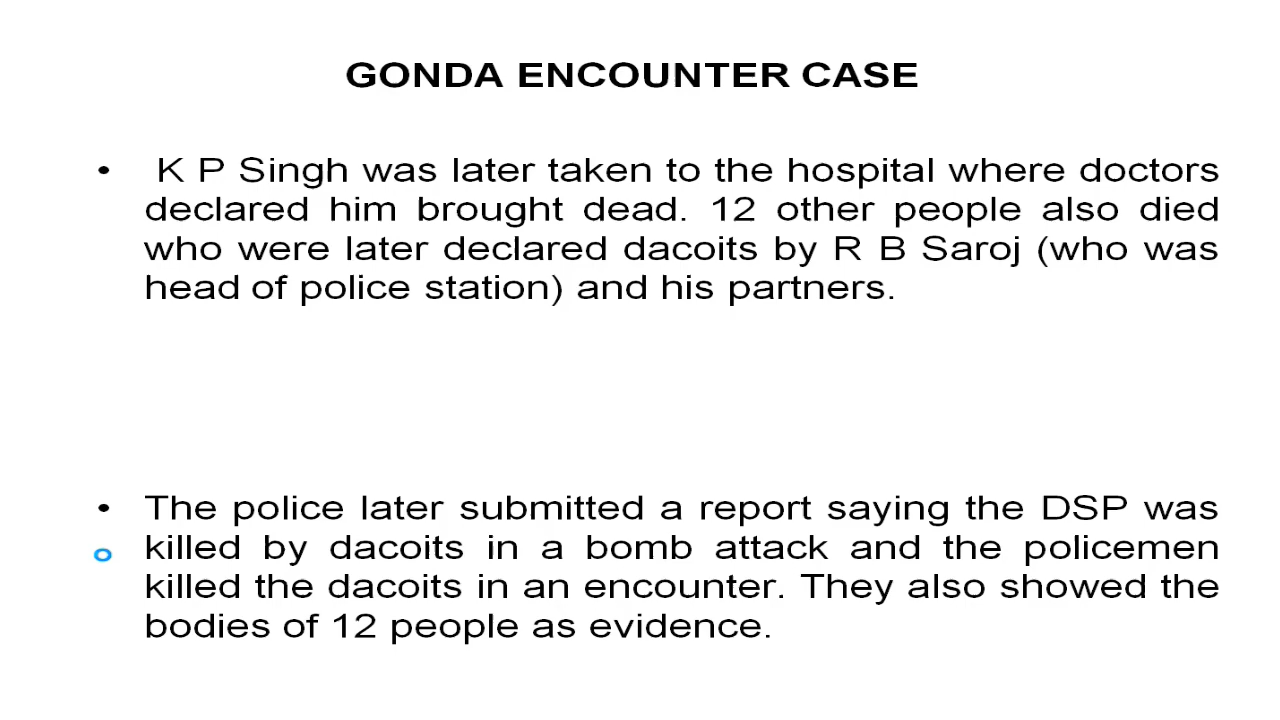 GONDA ENCOUNTER CASE
• K P Singh was later taken to the hospital where doctors
declared him brought dead. 12 other people also died
who were later declared dacoits by R B Saroj (who was
head of police station) and his partners.
• The police later submitted a report saying the DSP was
killed by dacoits in a bomb attack and the policemen
killed the dacoits in an encounter. They also showed the
bodies of 12 people as evidence.